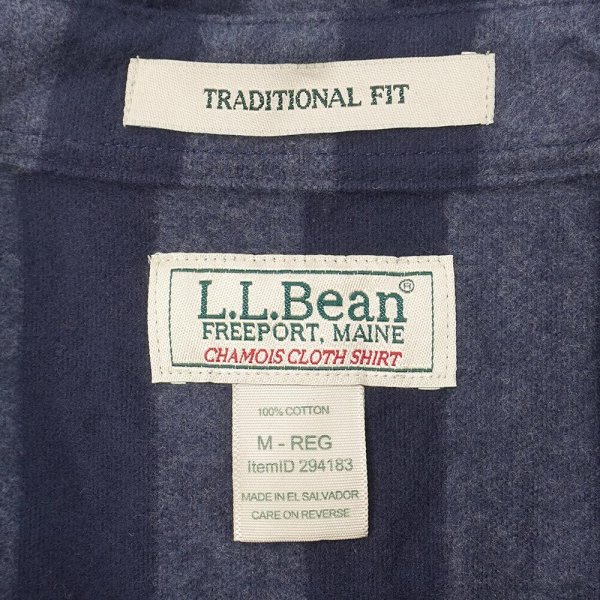 TRADITIONAL FIT
L.L.Bean®
FREEPORT, MAINE
CHAMOIS CLOTH SHIRT
100% COTTON
M - REG
ItemID 294183
MADE IN EL SALVADOR
CARE ON REVERSE